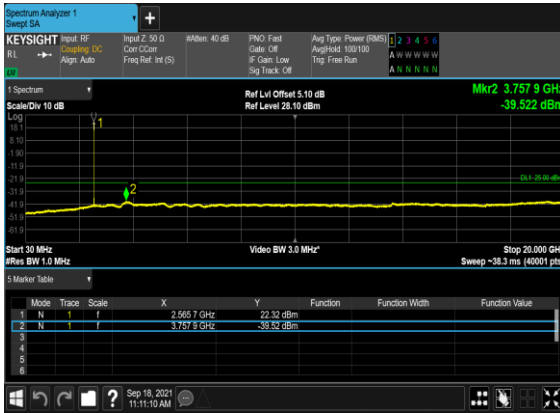 Spectrum Analyzer 1
Swept SA
KEYSIGHT
RL
Input: RF
Coupling: DC
Align: Auto
Input Z: 50 Ω
Corr CCorr
Freq Ref: Int (S)
#Atten: 40 dB
PNO: Fast
Gate: Off
IF Gain: Low
Sig Track: Off
Avg Type: Power (RMS)
Avg|Hold: 100/100
Trig: Free Run
1 2 3 4 5 6
A W W W W W
A N N N N N
1 Spectrum
Scale/Div 10 dB
Ref Lvl Offset 5.10 dB
Ref Level 28.10 dBm
Mkr2 3.757 9 GHz
-39.522 dBm
Log
18.1
8.10
-1.90
-11.9
-21.9
-31.9
-41.9
-51.9
-61.9
1
2
DL1 -25.00 dBm
Start 30 MHz
#Res BW 1.0 MHz
Video BW 3.0 MHz*
Stop 20.000 GHz
Sweep ~38.3 ms (40001 pts)
5 Marker Table
Mode Trace Scale X Y Function Function Width Function Value
1 N 1 f 2.565 7 GHz 22.32 dBm
2 N 1 f 3.757 9 GHz -39.52 dBm
3
4
5
6
Sep 18, 2021
11:11:10 AM